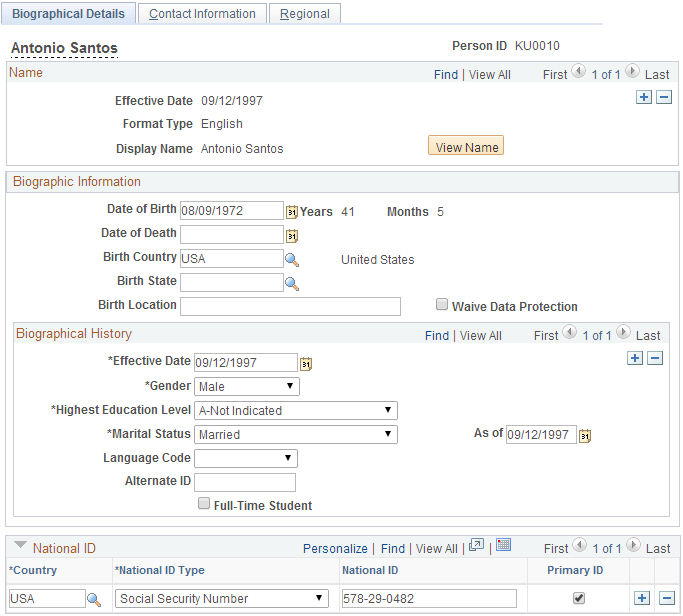 Biographical Details Contact Information Regional
Antonio Santos Person ID KU0010
Name Find | View All First 1 of 1 Last
Effective Date 09/12/1997
Format Type English
Display Name Antonio Santos View Name
Biographic Information
Date of Birth 08/09/1972 31 Years 41 Months 5
Date of Death 31
Birth Country USA United States
Birth State
Birth Location Waive Data Protection
Biographical History Find | View All First 1 of 1 Last
*Effective Date 09/12/1997 31
*Gender Male
*Highest Education Level A-Not Indicated
*Marital Status Married As of 09/12/1997 31
Language Code
Alternate ID
Full-Time Student
National ID Personalize | Find | View All | | First 1 of 1 Last
*Country *National ID Type National ID Primary ID
USA Social Security Number 578-29-0482